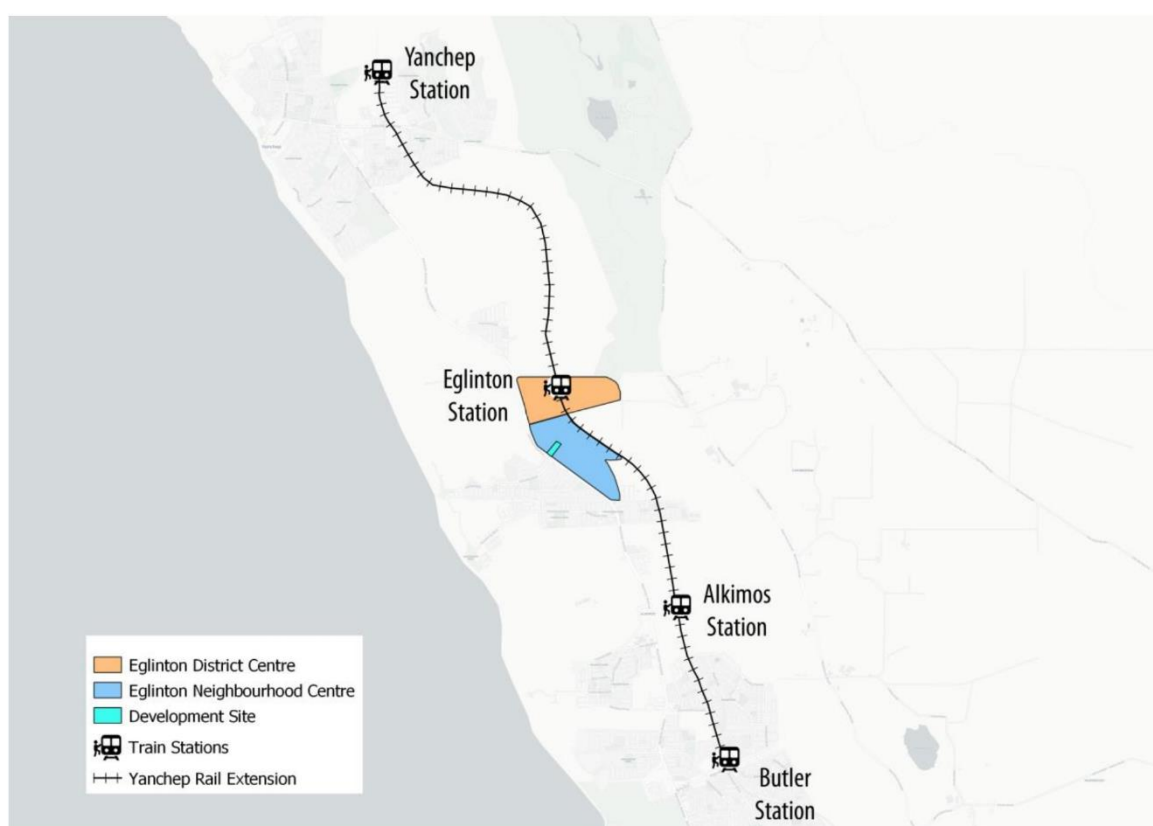 Yanchep
Station
Eglinton
Station
Alkimos
Station
Butler
Station
Eglinton District Centre
Eglinton Neighbourhood Centre
Development Site
Train Stations
Yanchep Rail Extension